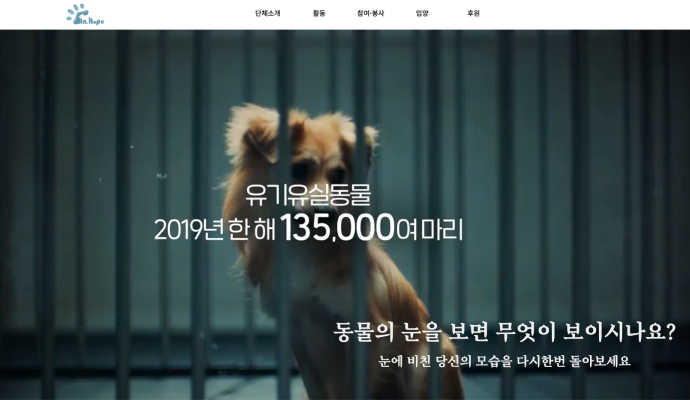 An.Hope
단체소개 활동 참여·봉사 입양 후원
유기유실동물
2019년 한 해 135,000여 마리
동물의 눈을 보면 무엇이 보이시나요?
눈에 비친 당신의 모습을 다시한번 돌아보세요